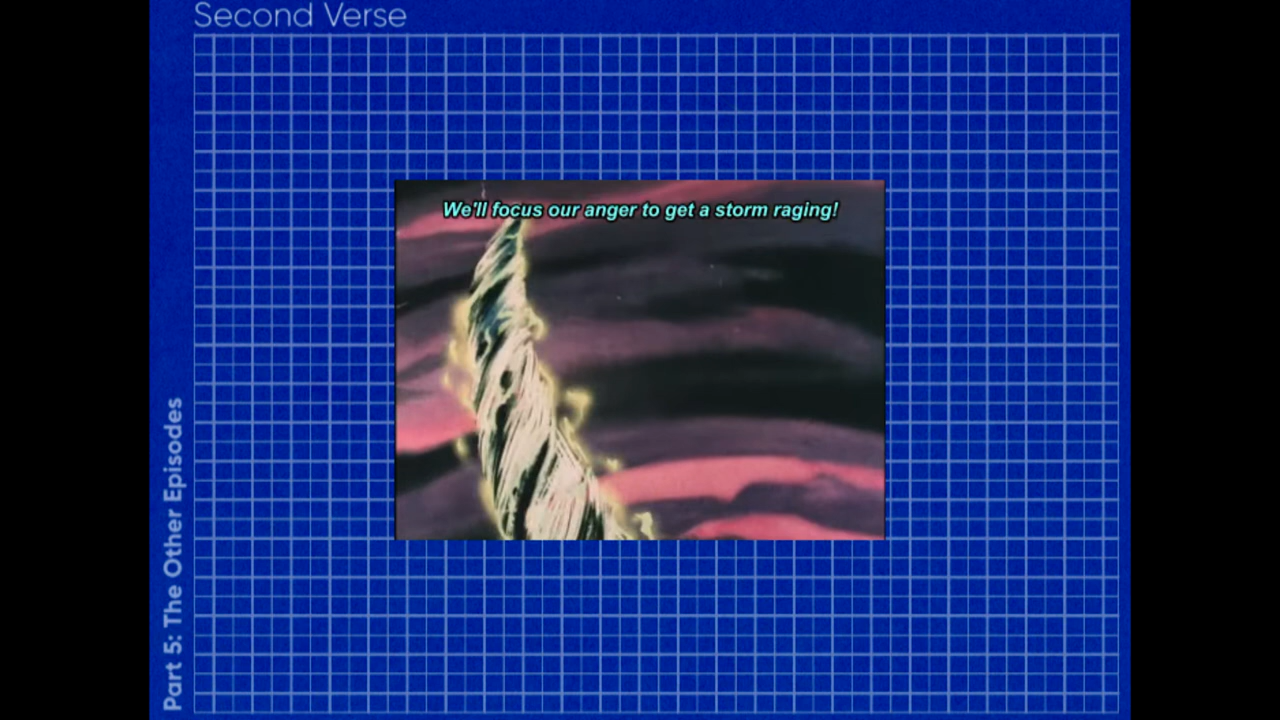 Second Verse
We'll focus our anger to get a storm raging!
Part 5: The Other Episodes